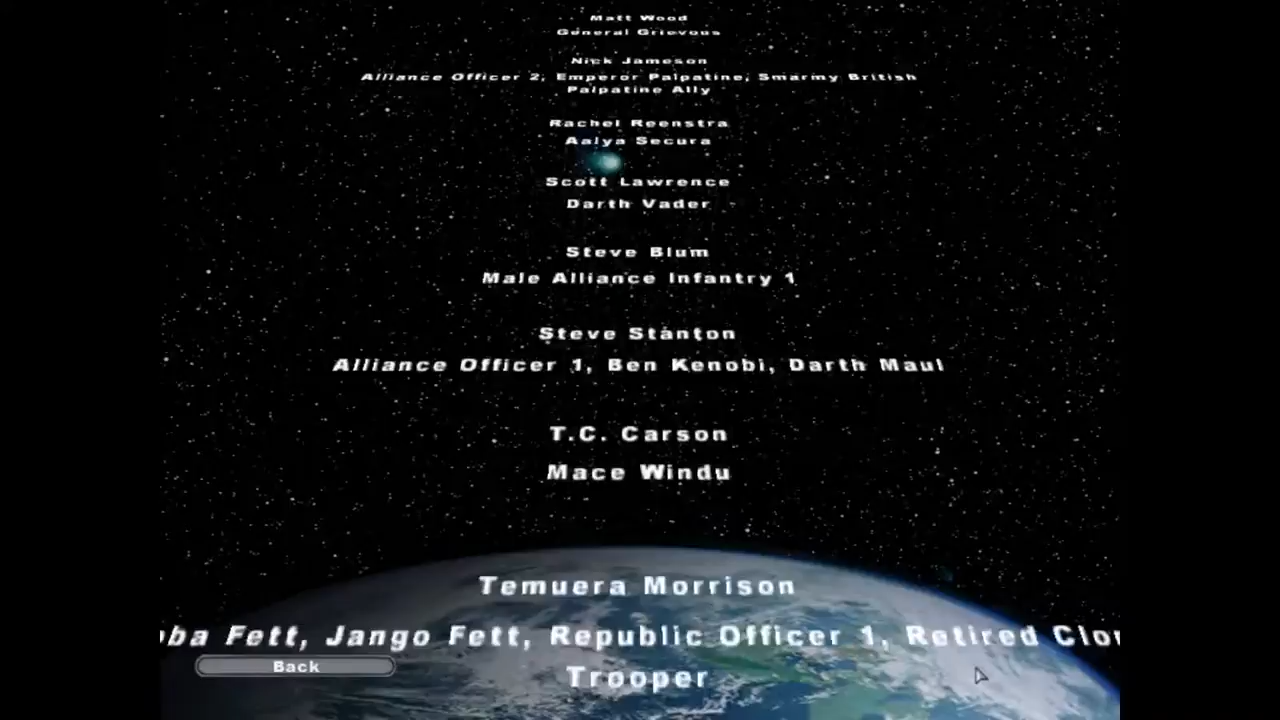 Matt Wood
General Grievous
Nick Jameson
Alliance Officer 2, Emperor Palpatine, Smarmy British
Palpatine Ally
Rachel Reenstra
Aalya Secura
Scott Lawrence
Darth Vader
Steve Blum
Male Alliance Infantry 1
Steve Stanton
Alliance Officer 1, Ben Kenobi, Darth Maul
T.C. Carson
Mace Windu
Temuera Morrison
ba Fett, Jango Fett, Republic Officer 1, Retired Clo
Back
Trooper